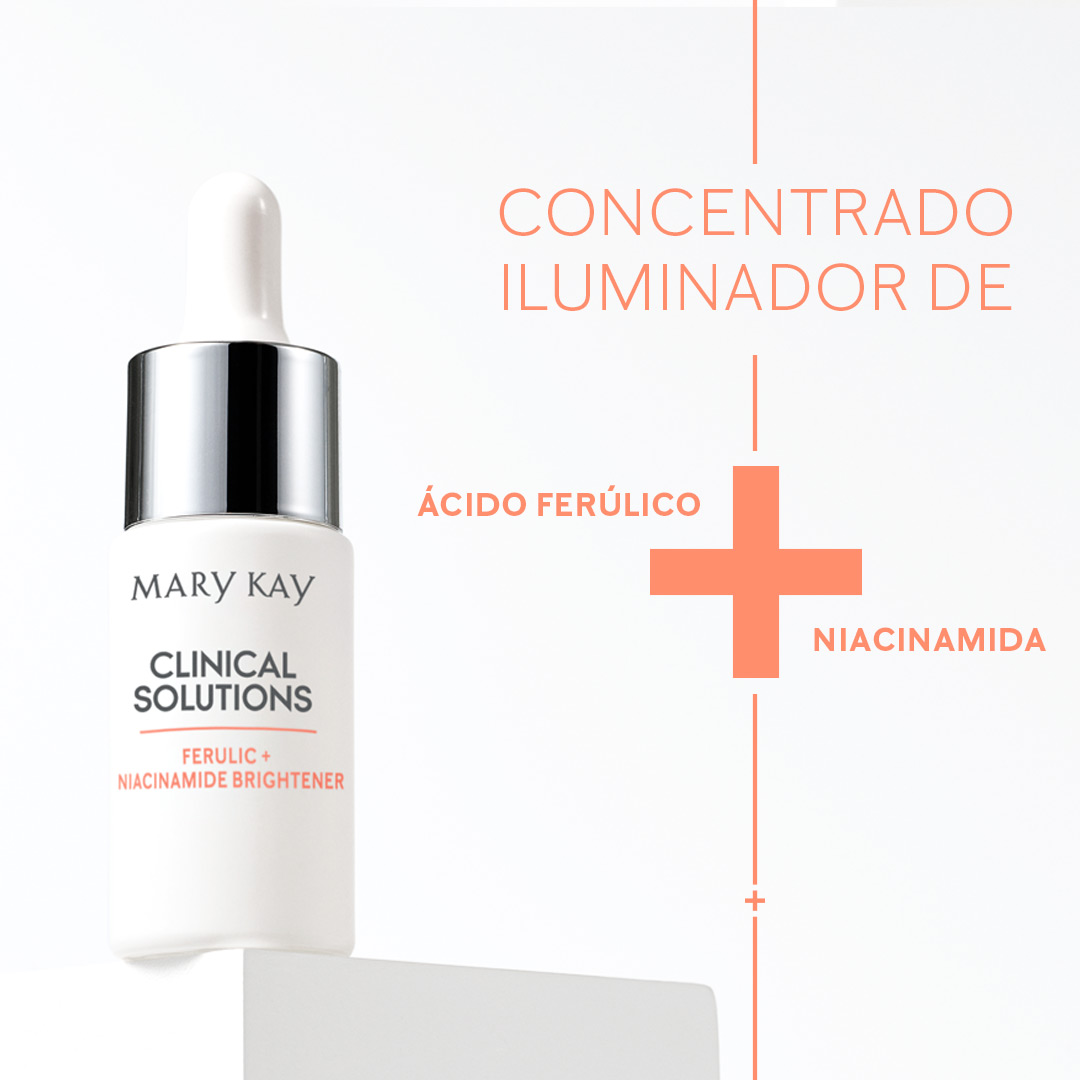 CONCENTRADO
ILUMINADOR DE
ÁCIDO FERÚLICO
+
NIACINAMIDA
+
MARY KAY
CLINICAL
SOLUTIONS
FERULIC +
NIACINAMIDE BRIGHTENER